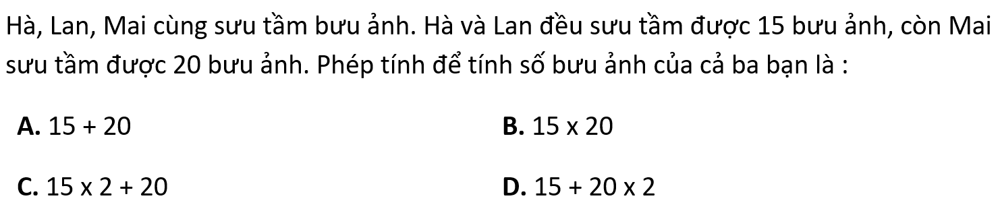 Hà, Lan, Mai cùng sưu tầm bưu ảnh. Hà và Lan đều sưu tầm được 15 bưu ảnh, còn Mai
sưu tầm được 20 bưu ảnh. Phép tính để tính số bưu ảnh của cả ba bạn là :
A. 15 + 20 B. 15 x 20
C. 15 x 2 + 20 D. 15 + 20 x 2